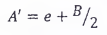 A′ = e + B/2